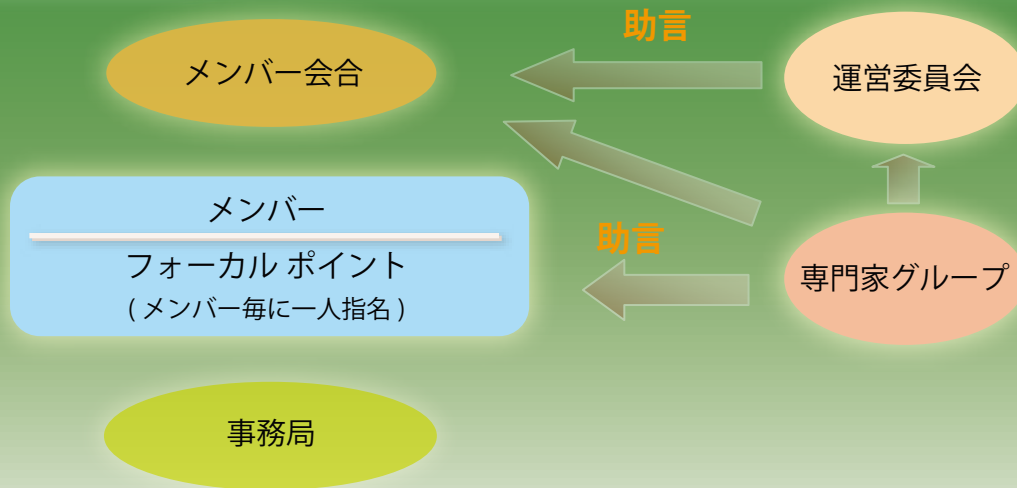 助言
メンバー会合
運営委員会
メンバー
フォーカル ポイント
( メンバー毎に一人指名 )
助言
専門家グループ
事務局